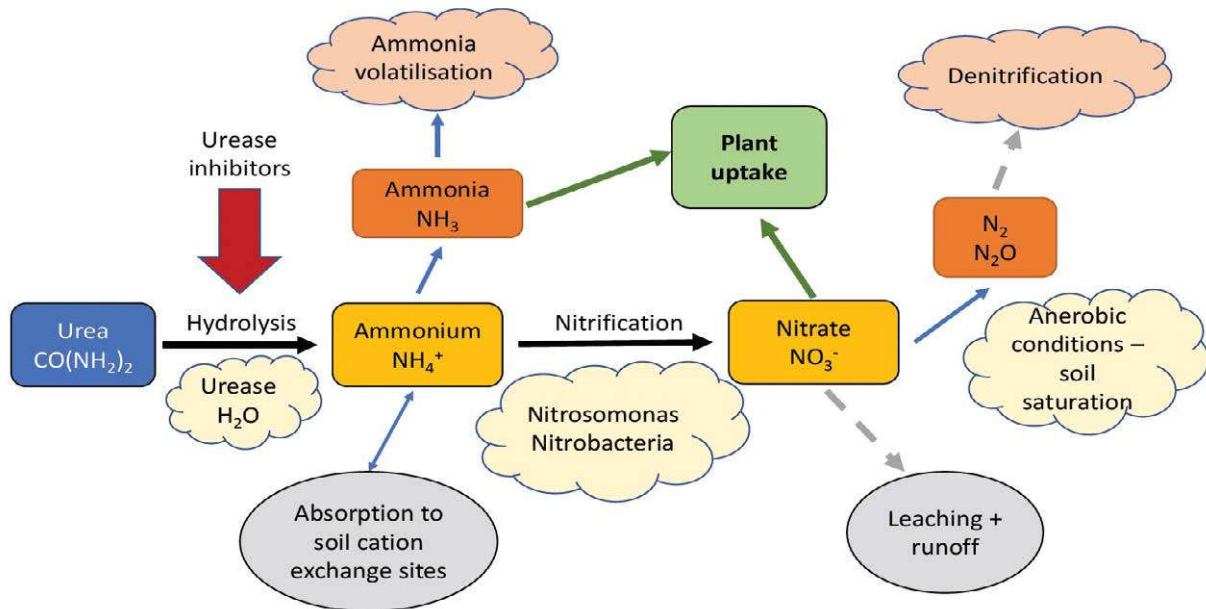 Ammonia
volatilisation
Denitrification
Urease
inhibitors
Plant
uptake
Ammonia
NH₃
N₂
N₂O
Urea
CO(NH₂)₂
Hydrolysis
Urease
H₂O
Ammonium
NH₄⁺
Nitrification
Nitrosomonas
Nitrobacteria
Nitrate
NO₃⁻
Anerobic
conditions –
soil
saturation
Absorption to
soil cation
exchange sites
Leaching +
runoff